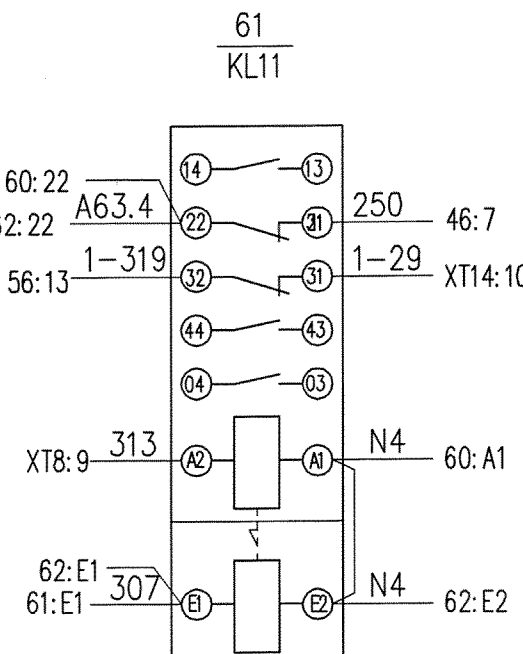 61
KL11
14 13
60:22
62:22 A63.4 22 21 250 46:7
56:13 1-319 32 31 1-29 XT14:10
44 43
04 03
XT8:9 313 A2 A1 N4 60:A1
62:E1
61:E1 307 E1 E2 N4 62:E2